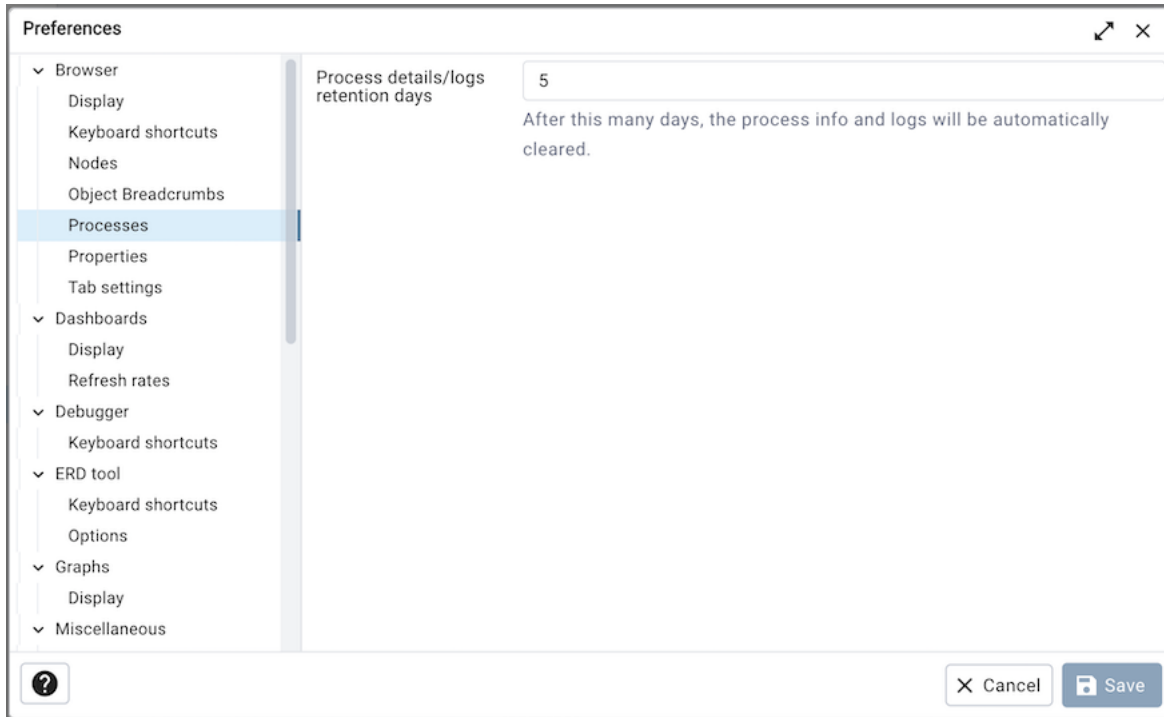 Preferences
Browser
Display
Keyboard shortcuts
Nodes
Object Breadcrumbs
Processes
Properties
Tab settings
Dashboards
Display
Refresh rates
Debugger
Keyboard shortcuts
ERD tool
Keyboard shortcuts
Options
Graphs
Display
Miscellaneous
Process details/logs
retention days
5
After this many days, the process info and logs will be automatically
cleared.
Cancel
Save